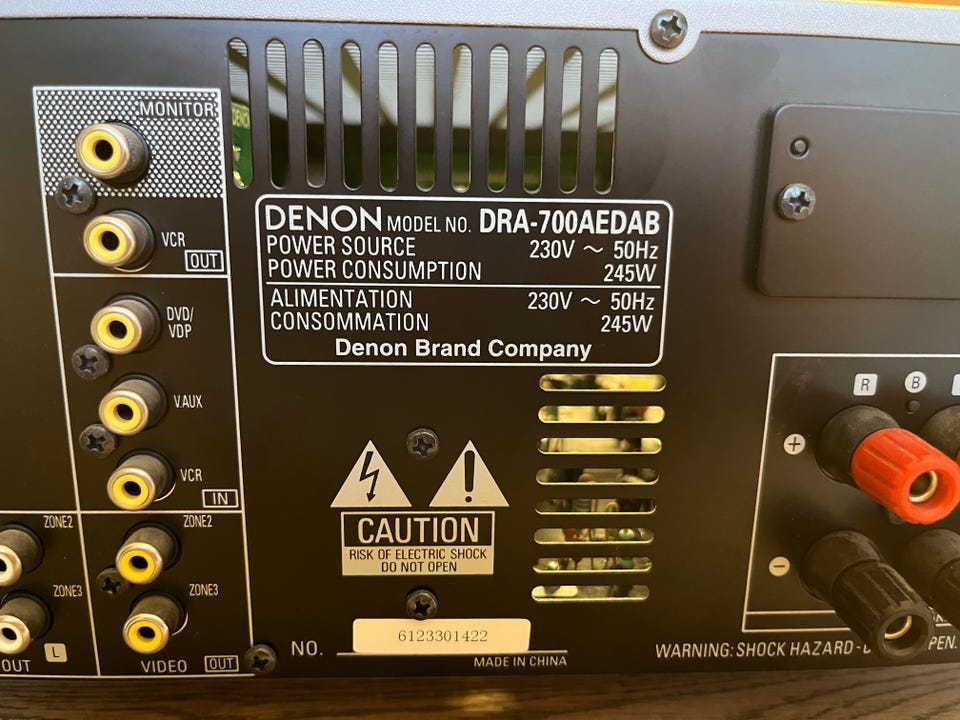 MONITOR
VCR
OUT
DVD/
VDP
V.AUX
VCR
IN
ZONE2
ZONE2
ZONE3
ZONE3
OUT
L
VIDEO OUT
DENON
DENON MODEL NO. DRA-700AEDAB
POWER SOURCE 230V ～ 50Hz
POWER CONSUMPTION 245W
ALIMENTATION 230V ～ 50Hz
CONSOMMATION 245W
Denon Brand Company
CAUTION
RISK OF ELECTRIC SHOCK
DO NOT OPEN
NO. 6123301422
MADE IN CHINA
R B
+
−
WARNING: SHOCK HAZARD - PEN.